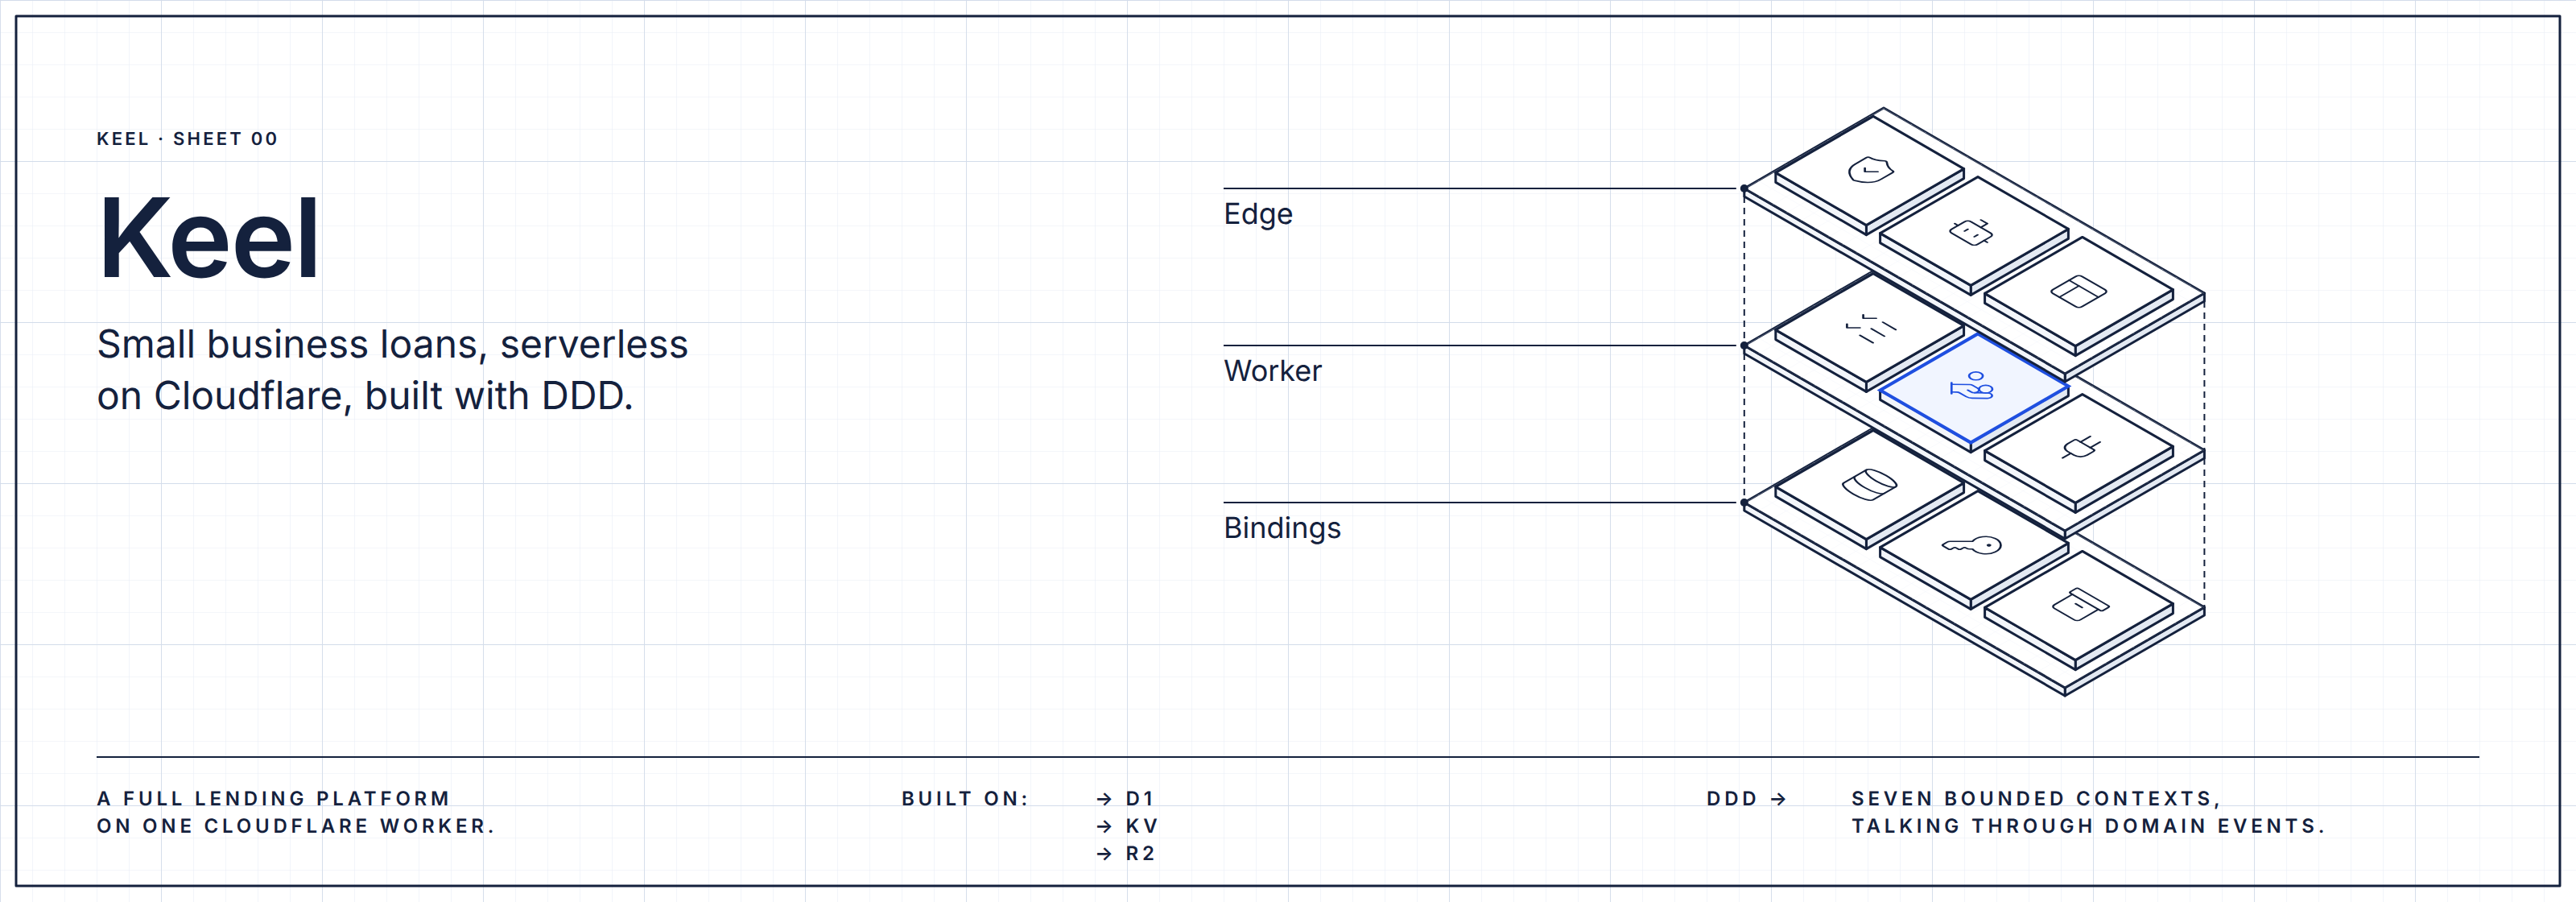 KEEL · SHEET 00
Keel
Small business loans, serverless
on Cloudflare, built with DDD.
Edge
Worker
Bindings
A FULL LENDING PLATFORM
ON ONE CLOUDFLARE WORKER.
BUILT ON:
→ D1
→ KV
→ R2
DDD →
SEVEN BOUNDED CONTEXTS,
TALKING THROUGH DOMAIN EVENTS.